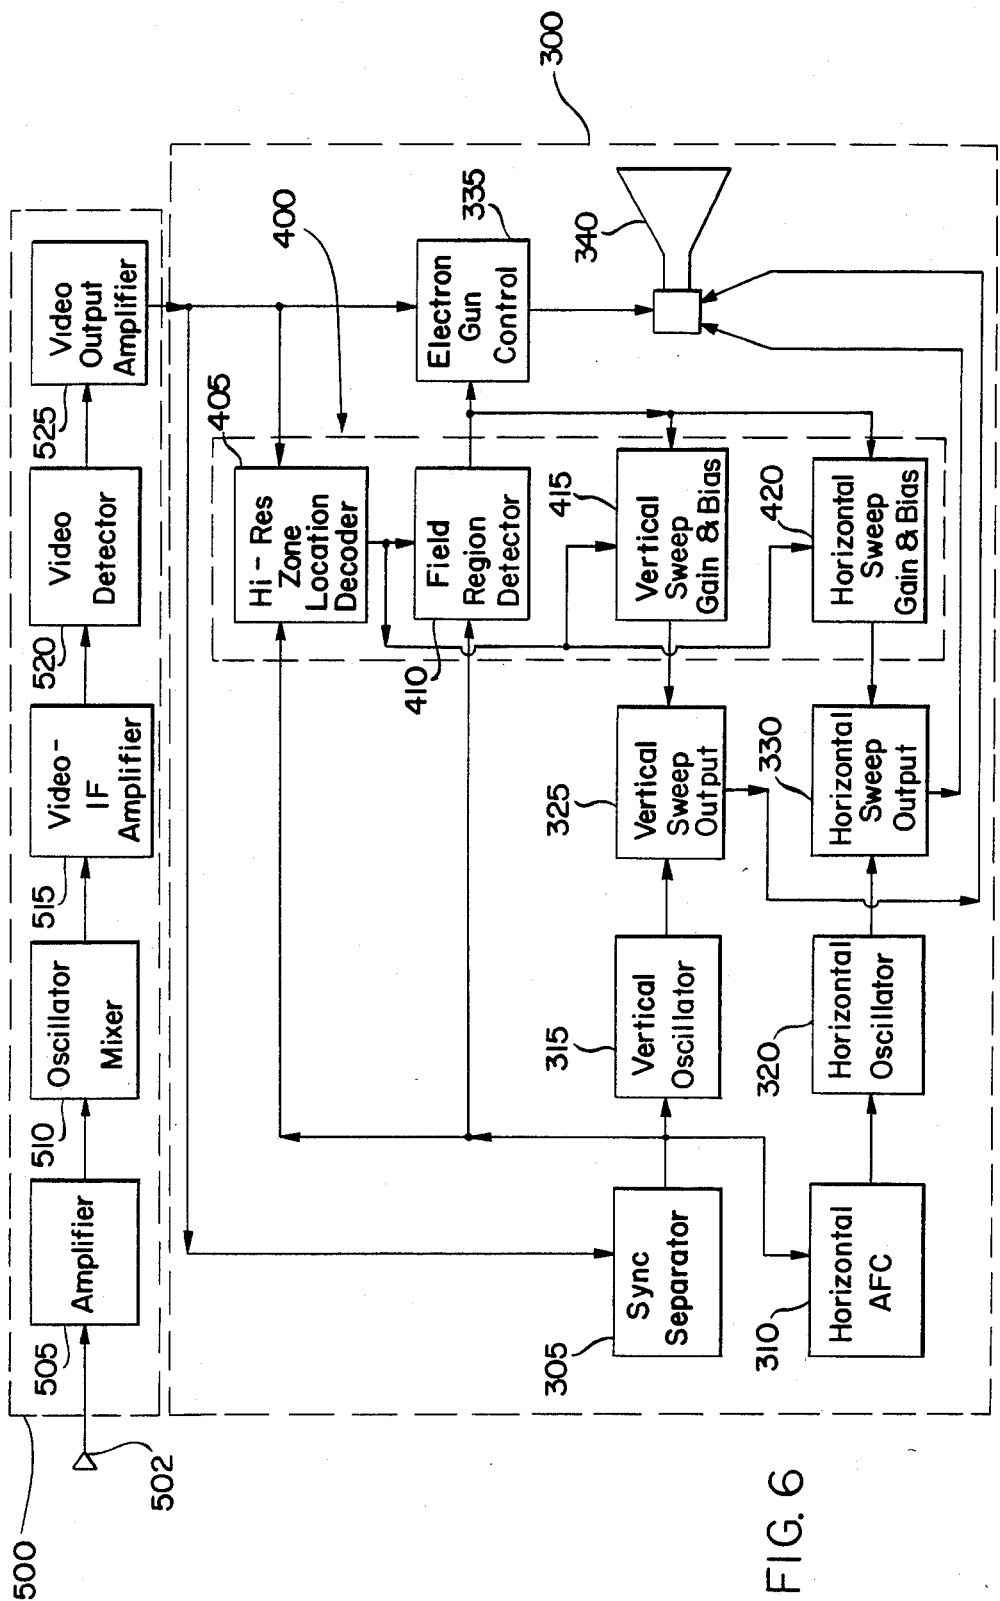 500
502
505
Amplifier
510
Oscillator
Mixer
515
Video-
IF
Amplifier
520
Video
Detector
525
Video
Output
Amplifier
300
400
405
Hi-Res
Zone
Location
Decoder
410
Field
Region
Detector
335
Electron
Gun
Control
340
305
Sync
Separator
315
Vertical
Oscillator
325
Vertical
Sweep
Output
415
Vertical
Sweep
Gain & Bias
310
Horizontal
AFC
320
Horizontal
Oscillator
330
Horizontal
Sweep
Output
420
Horizontal
Sweep
Gain & Bias
FIG. 6